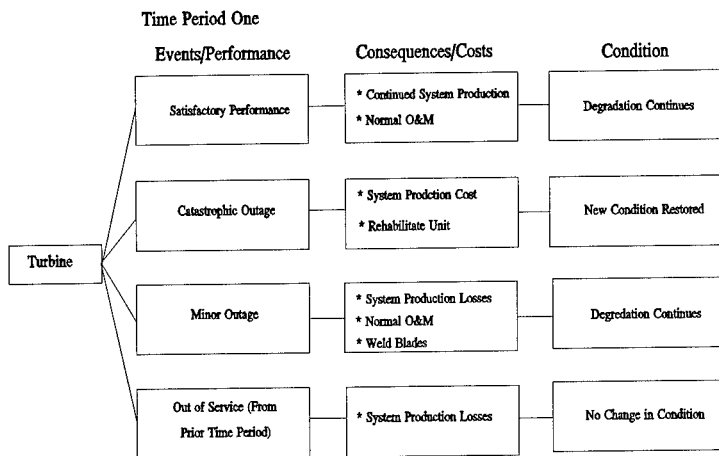 Time Period One
Events/Performance
Consequences/Costs
Condition
Satisfactory Performance
* Continued System Production
* Normal O&M
Degradation Continues
Catastrophic Outage
* System Prodction Cost
* Rehabilitate Unit
New Condition Restored
Turbine
Minor Outage
* System Production Losses
* Normal O&M
* Weld Blades
Degredation Continues
Out of Service (From
Prior Time Period)
* System Production Losses
No Change in Condition